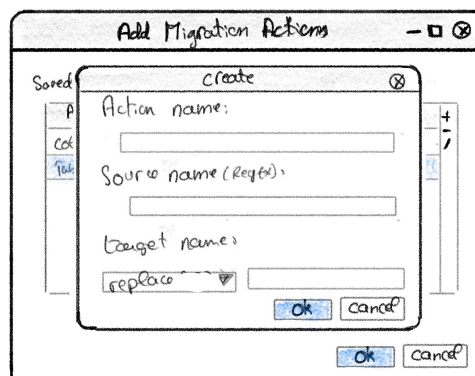 Add Migration Actions
Saved
create
Action name:
Source name (Regex):
target name:
replace
ok cancel
ok cancel